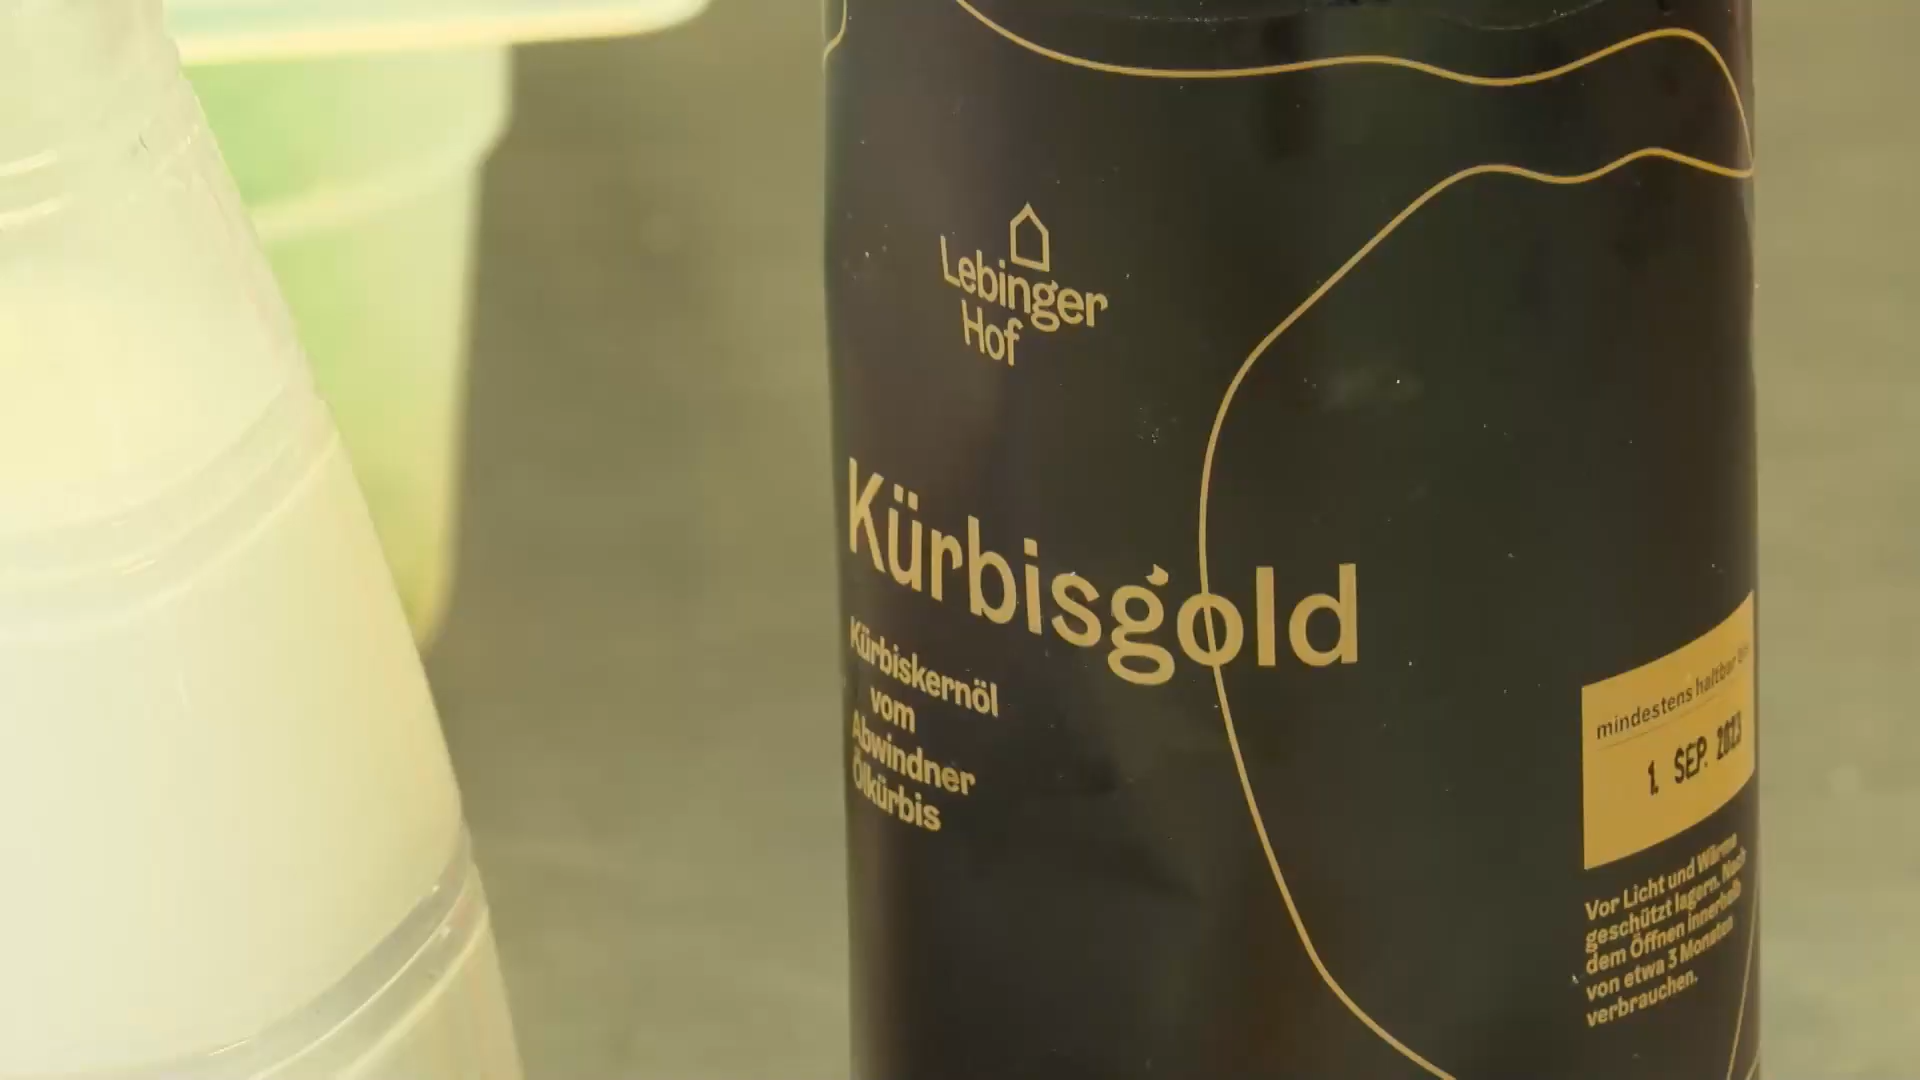 Lebinger
Hof
Kürbisgold
Kürbiskernöl
vom
Abwindner
Ölkürbis
mindestens haltbar bis
1. SEP. 2023
Vor Licht und Wärme
geschützt lagern. Nach
dem Öffnen innerhalb
von etwa 3 Monaten
verbrauchen.